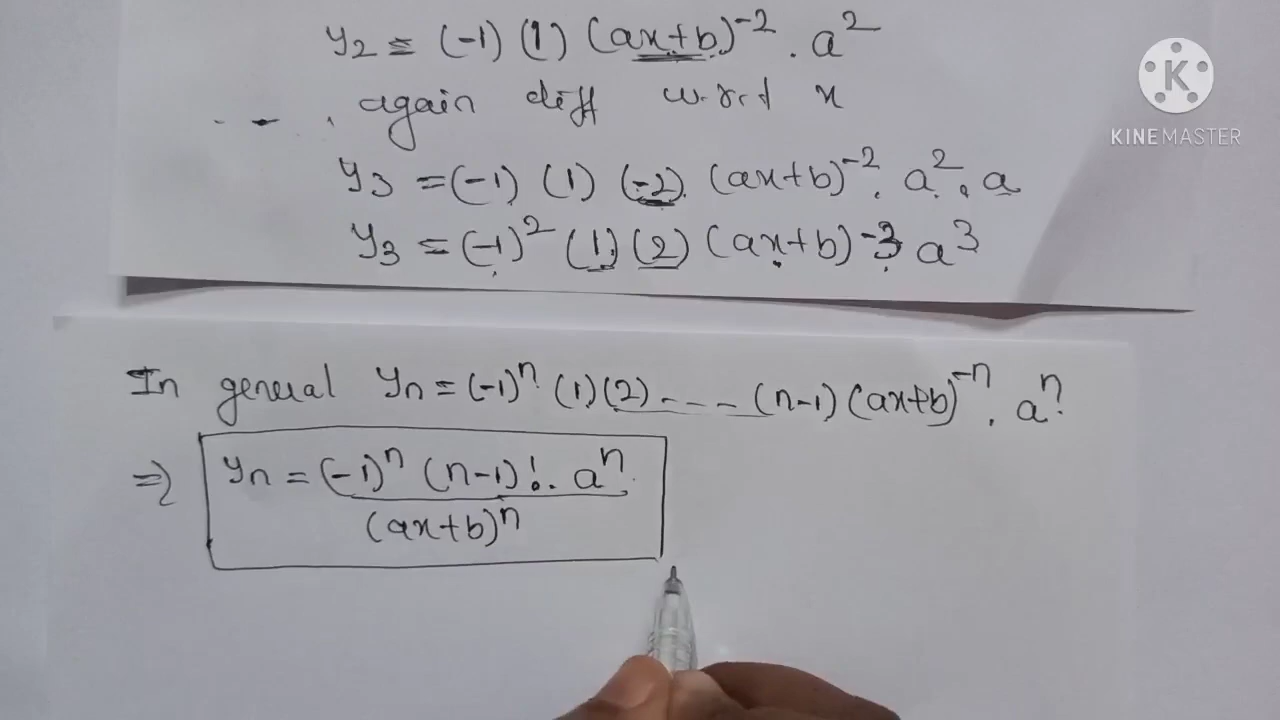 y₂ = (-1) (1) (ax+b)⁻² . a²
again diff w.r.t x
y₃ = (-1) (1) (-2) (ax+b)⁻² . a² . a
y₃ = (-1)² (1) (2) (ax+b)⁻³ a³
In general yₙ = (-1)ⁿ (1) (2) - - - - (n-1) (ax+b)⁻ⁿ . aⁿ
⇒ yₙ = (-1)ⁿ (n-1)! . aⁿ
(ax+b)ⁿ
K
KINEMASTER